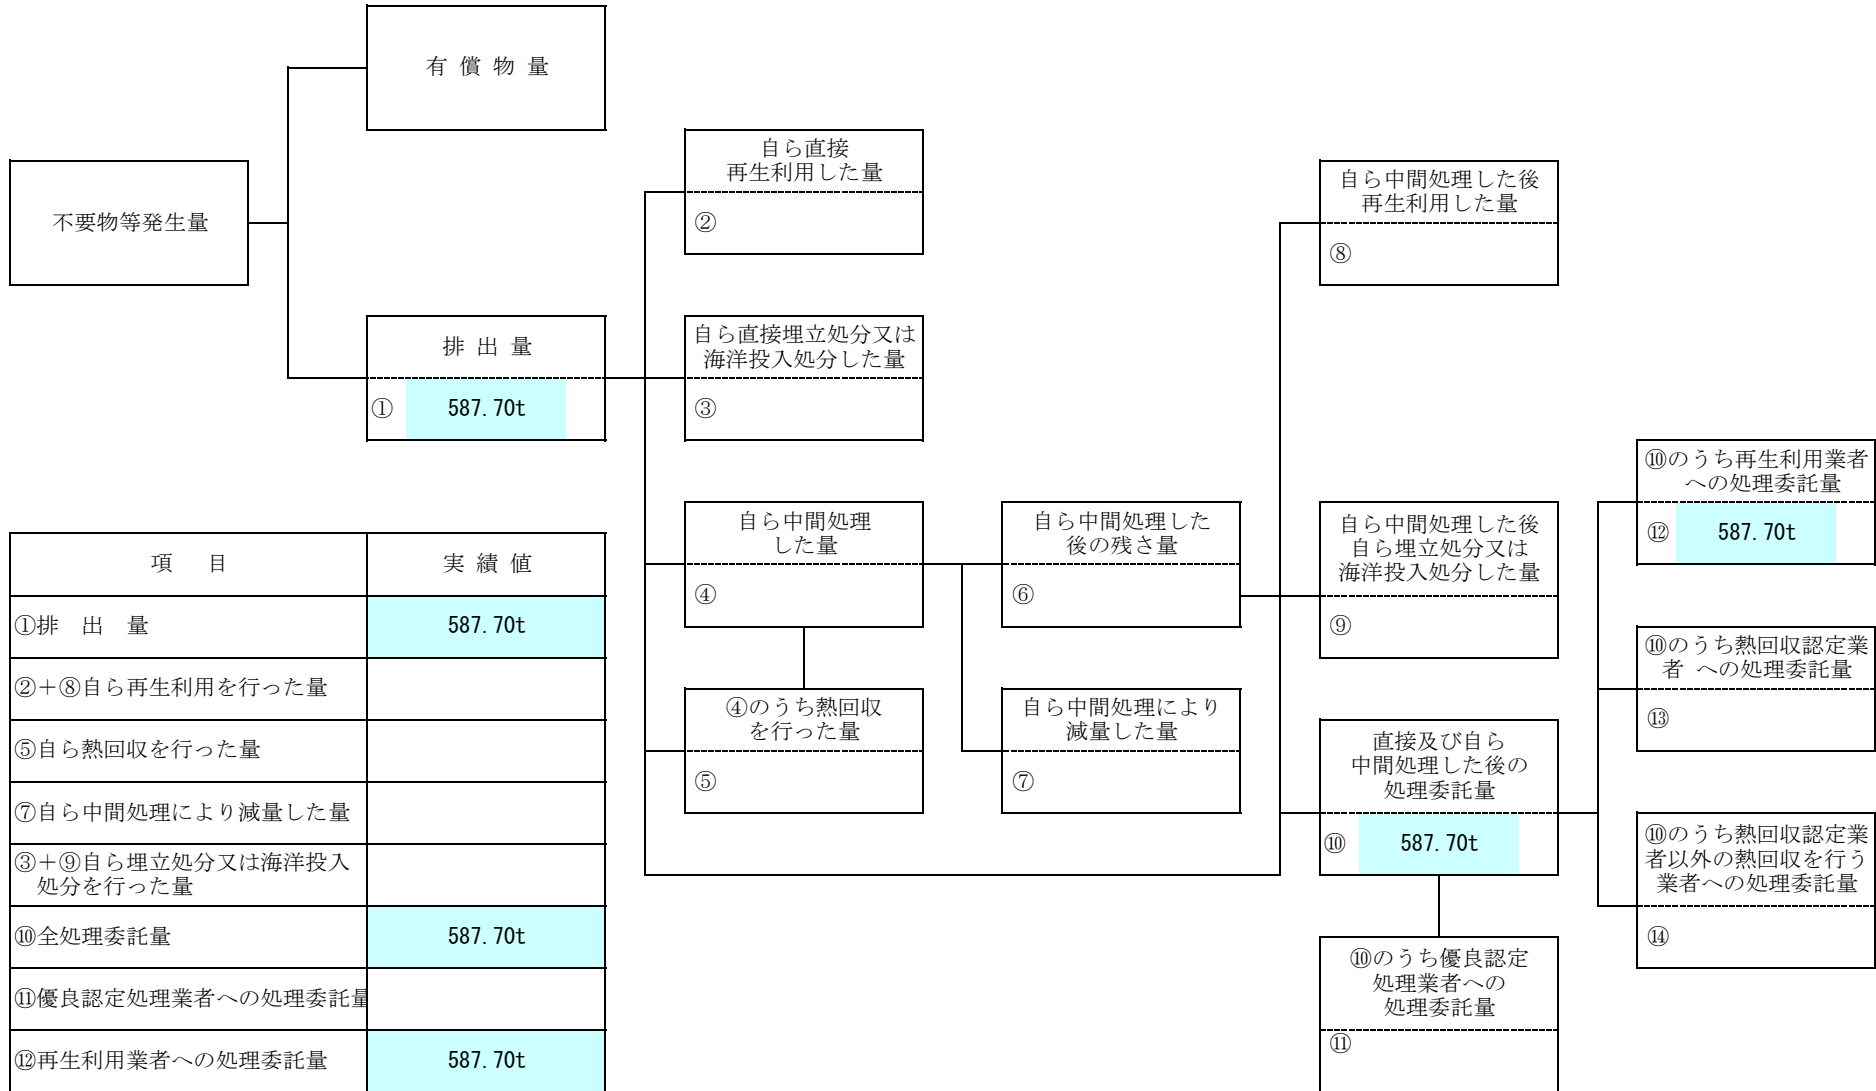 有 償 物 量
不要物等発生量
排 出 量
① 587.70t
自ら直接
再生利用した量
②
自ら直接埋立処分又は
海洋投入処分した量
③
自ら中間処理
した量
④
④のうち熱回収
を行った量
⑤
自ら中間処理した
後の残さ量
⑥
自ら中間処理により
減量した量
⑦
自ら中間処理した後
再生利用した量
⑧
自ら中間処理した後
自ら埋立処分又は
海洋投入処分した量
⑨
直接及び自ら
中間処理した後の
処理委託量
⑩ 587.70t
⑩のうち優良認定
処理業者への
処理委託量
⑪
⑩のうち再生利用業者
への処理委託量
⑫ 587.70t
⑩のうち熱回収認定業
者 への処理委託量
⑬
⑩のうち熱回収認定業
者以外の熱回収を行う
業者への処理委託量
⑭
項 目 実 績 値
①排 出 量 587.70t
②＋⑧自ら再生利用を行った量
⑤自ら熱回収を行った量
⑦自ら中間処理により減量した量
③＋⑨自ら埋立処分又は海洋投入
処分を行った量
⑩全処理委託量 587.70t
⑪優良認定処理業者への処理委託量
⑫再生利用業者への処理委託量 587.70t